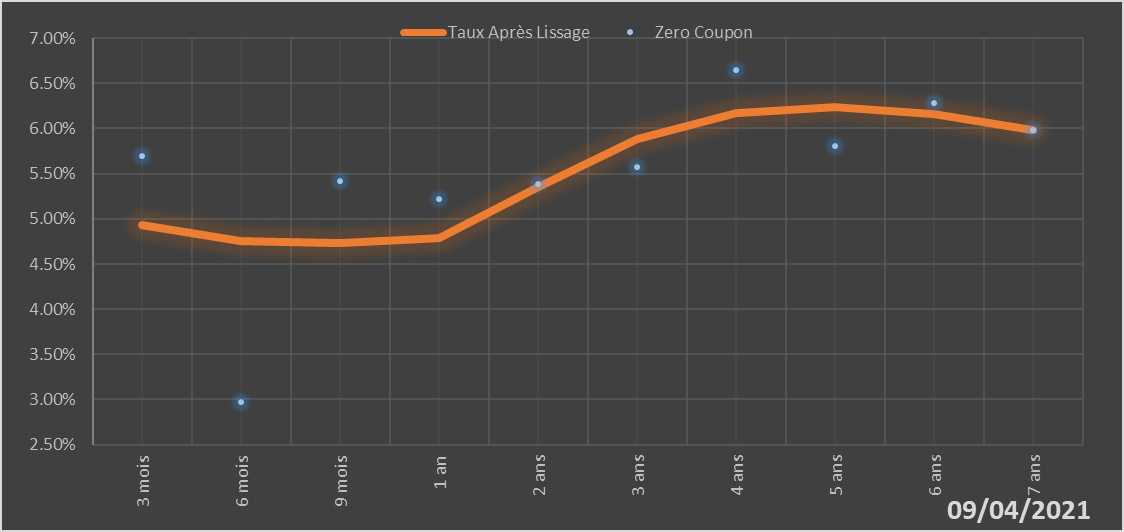 Taux Après Lissage Zero Coupon
7.00%
6.50%
6.00%
5.50%
5.00%
4.50%
4.00%
3.50%
3.00%
2.50%
3 mois
6 mois
9 mois
1 an
2 ans
3 ans
4 ans
5 ans
6 ans
7 ans
09/04/2021